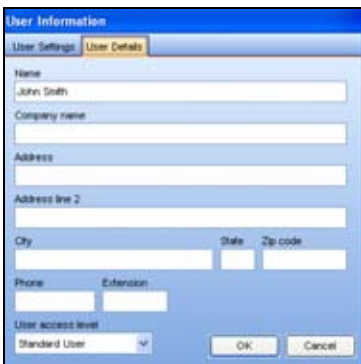 User Information
User Settings User Details
Name
John Smith
Company name
Address
Address line 2
City State Zip code
Phone Extension
User access level
Standard User OK Cancel